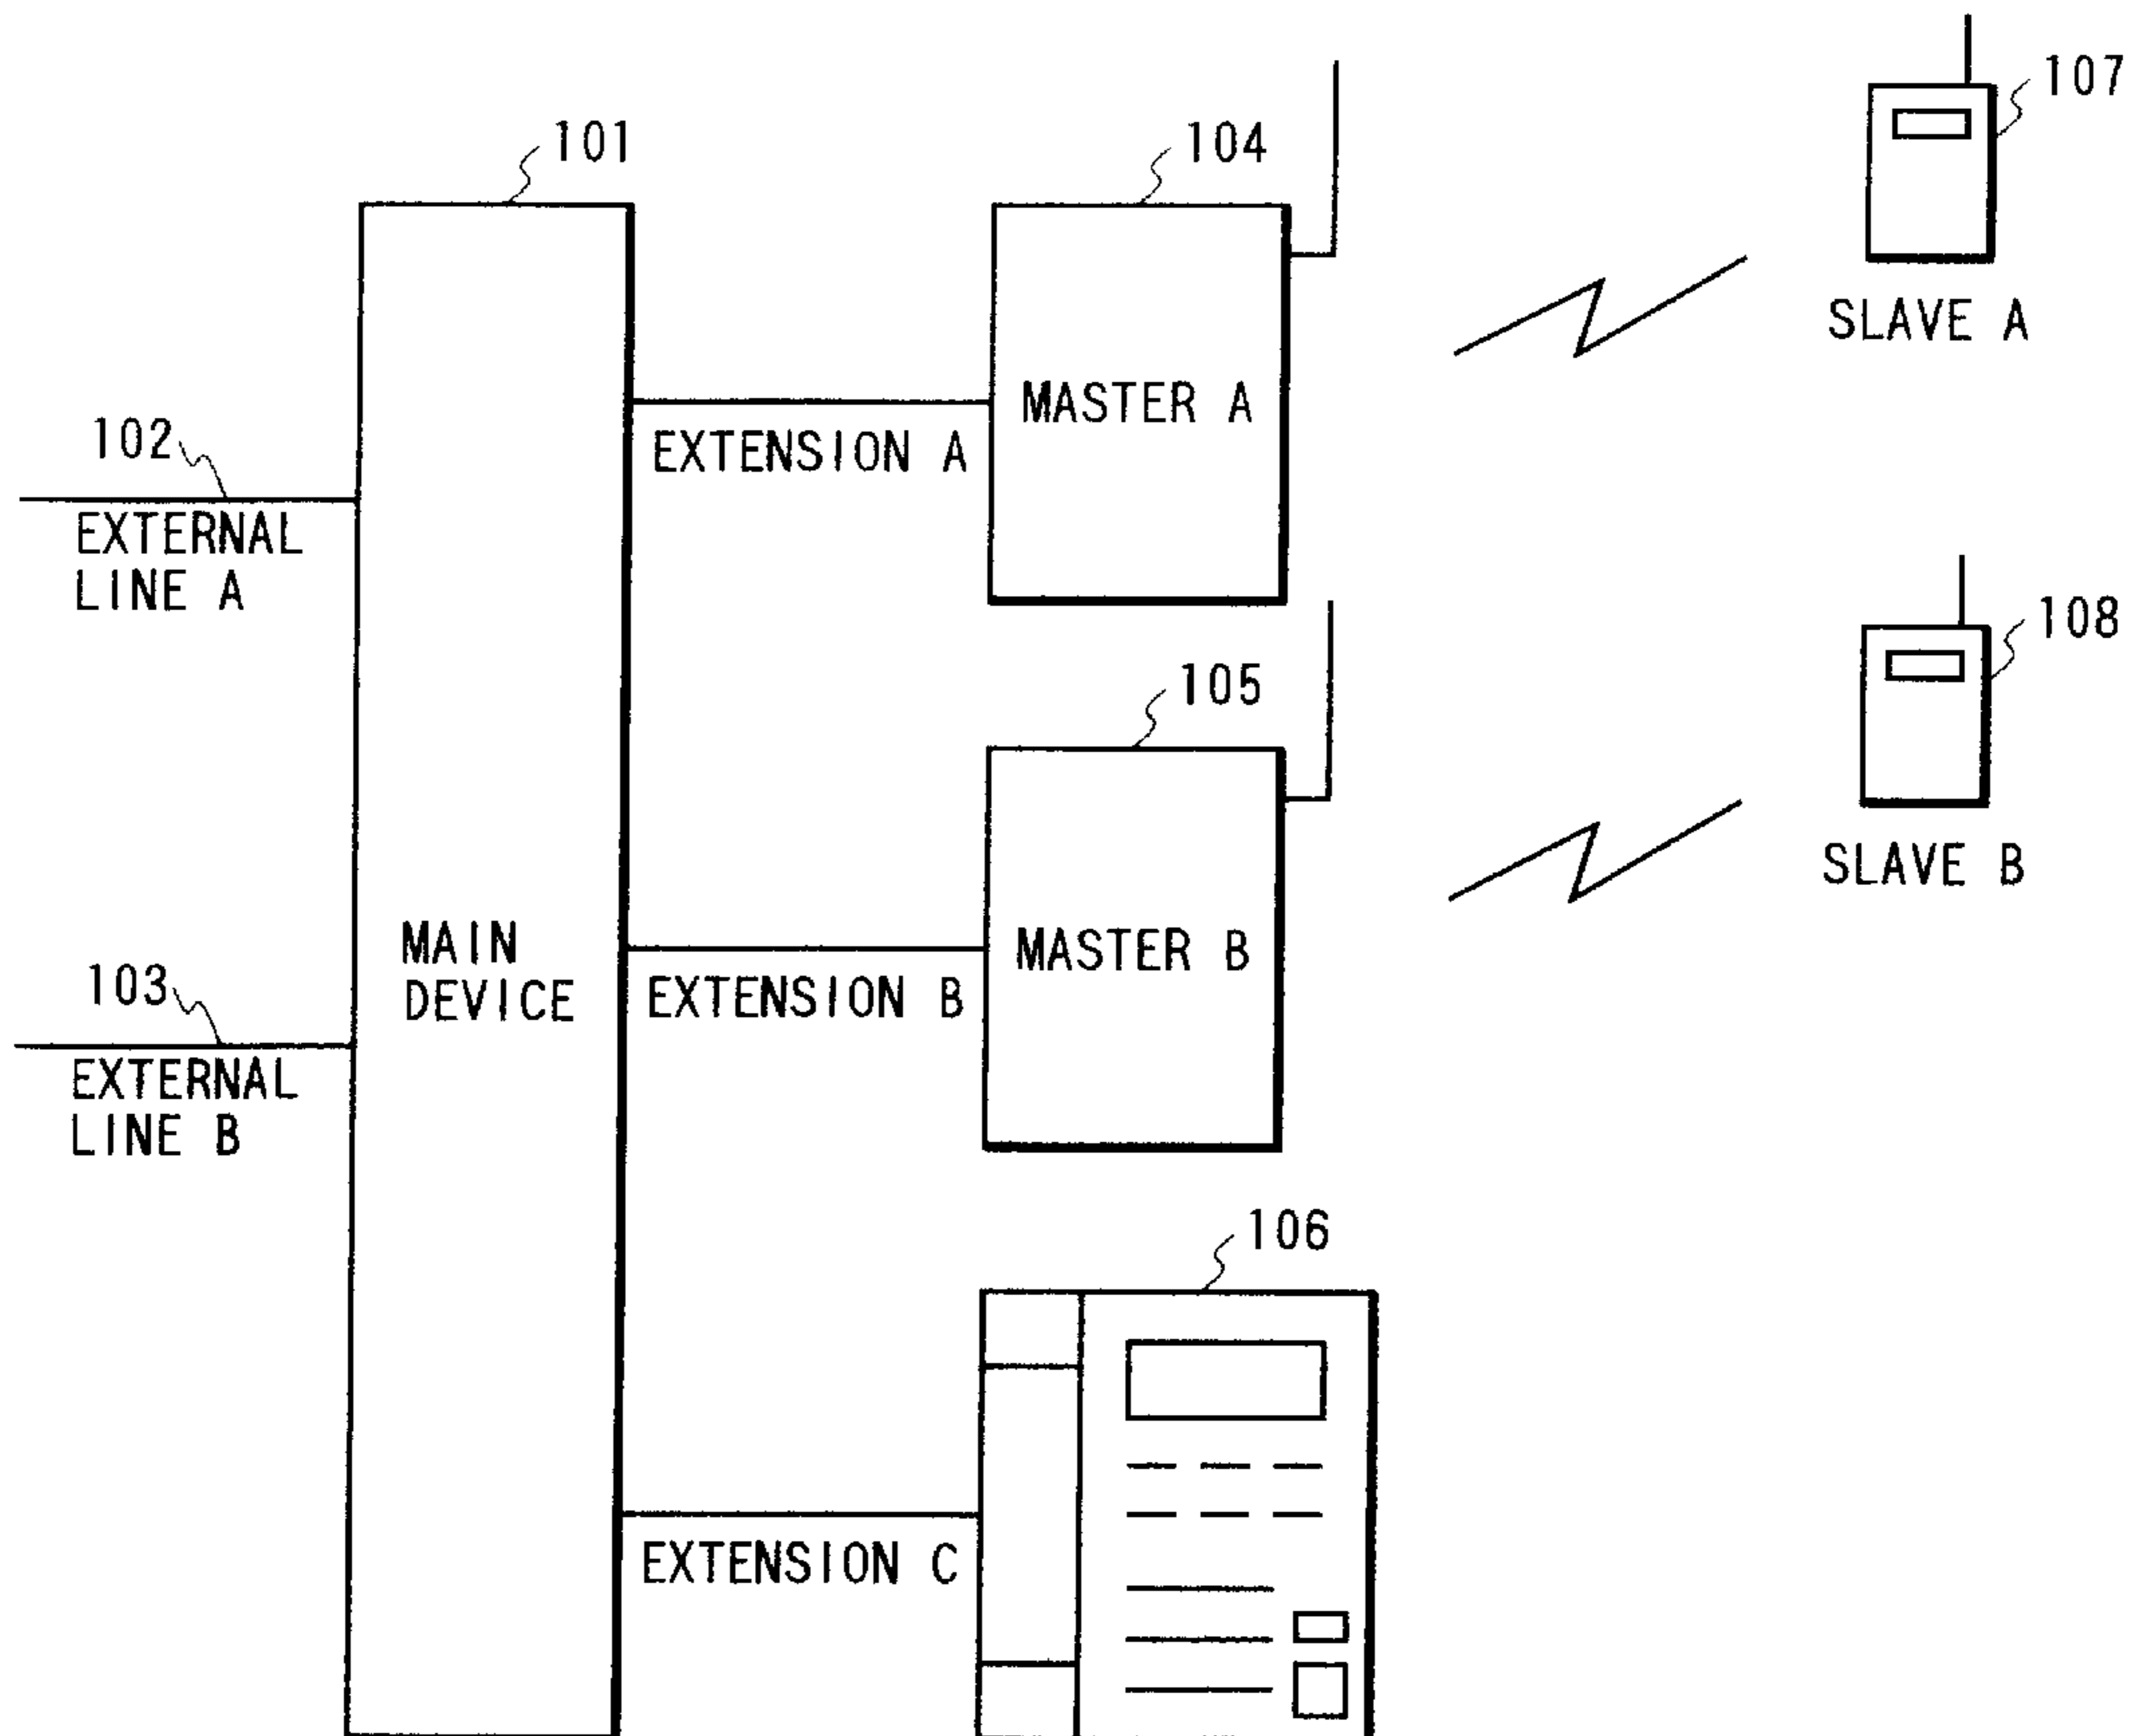 107
101
104
SLAVE A
MASTER A
102
EXTENSION A
EXTERNAL
LINE A
108
105
SLAVE B
MAIN
DEVICE
MASTER B
103
EXTENSION B
EXTERNAL
LINE B
106
EXTENSION C